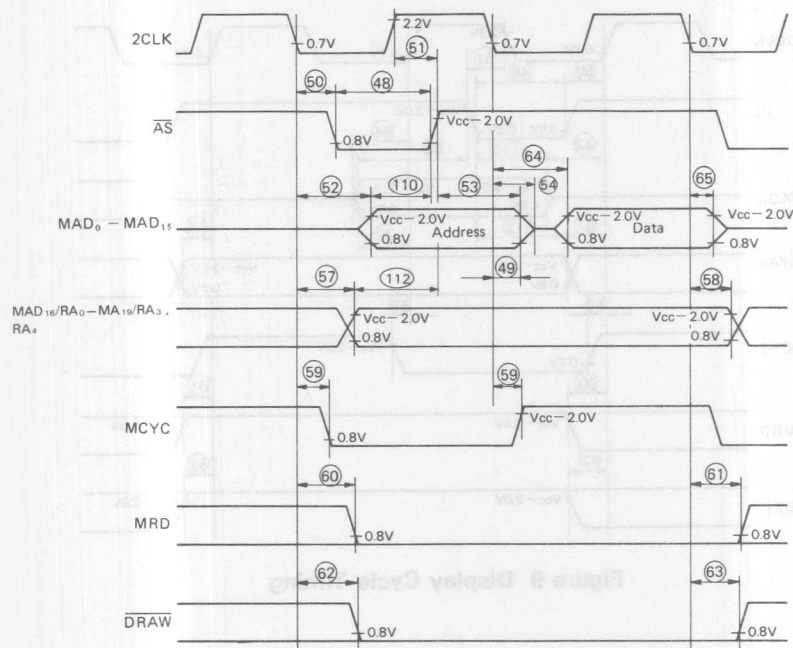 2CLK 0.7V 2.2V 0.7V 0.7V
51
50 48
AS 0.8V Vcc−2.0V
64
52 110 53 54 65
MAD0 − MAD15 Vcc−2.0V Address Vcc−2.0V Data Vcc−2.0V
0.8V 0.8V 0.8V
49
57 112 58
MAD16/RA0−MA19/RA3, Vcc−2.0V Vcc−2.0V
RA4 0.8V 0.8V
59 59
MCYC 0.8V Vcc−2.0V
60 61
MRD 0.8V 0.8V
62 63
DRAW 0.8V 0.8V
Figure 9 Display Cycle Timing